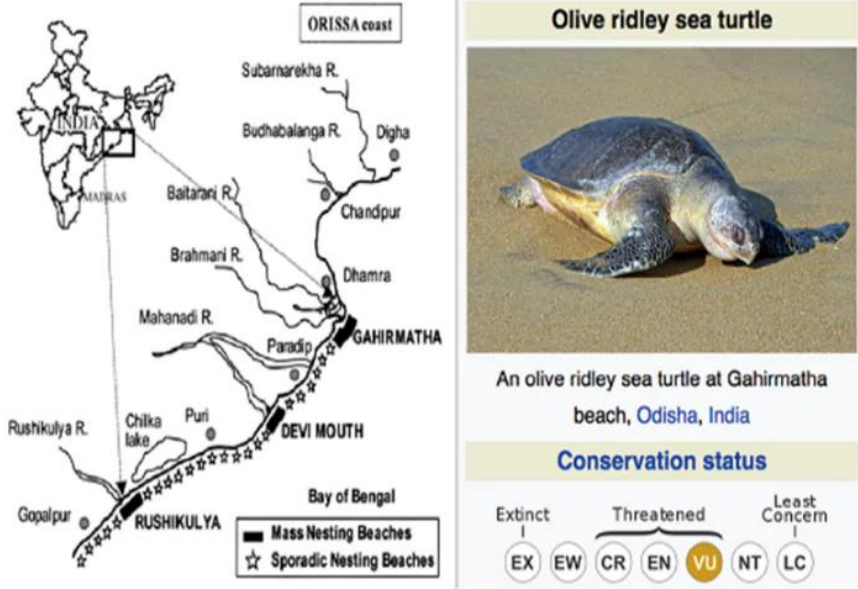 ORISSA coast
Subarnarekha R.
INDIA
Budhabalanga R.
Digha
MADRAS
Baitarani R.
Chandipur
Brahmani R.
Dhamra
Mahanadi R.
GAHIRMATHA
Paradip
Rushikulya R.
Chilka
lake
Puri
DEVI MOUTH
Bay of Bengal
Gopalpur
RUSHIKULYA
Mass Nesting Beaches
Sporadic Nesting Beaches
Olive ridley sea turtle
An olive ridley sea turtle at Gahirmatha
beach, Odisha, India
Conservation status
Extinct
Threatened
Least
Concern
EX EW CR EN VU NT LC